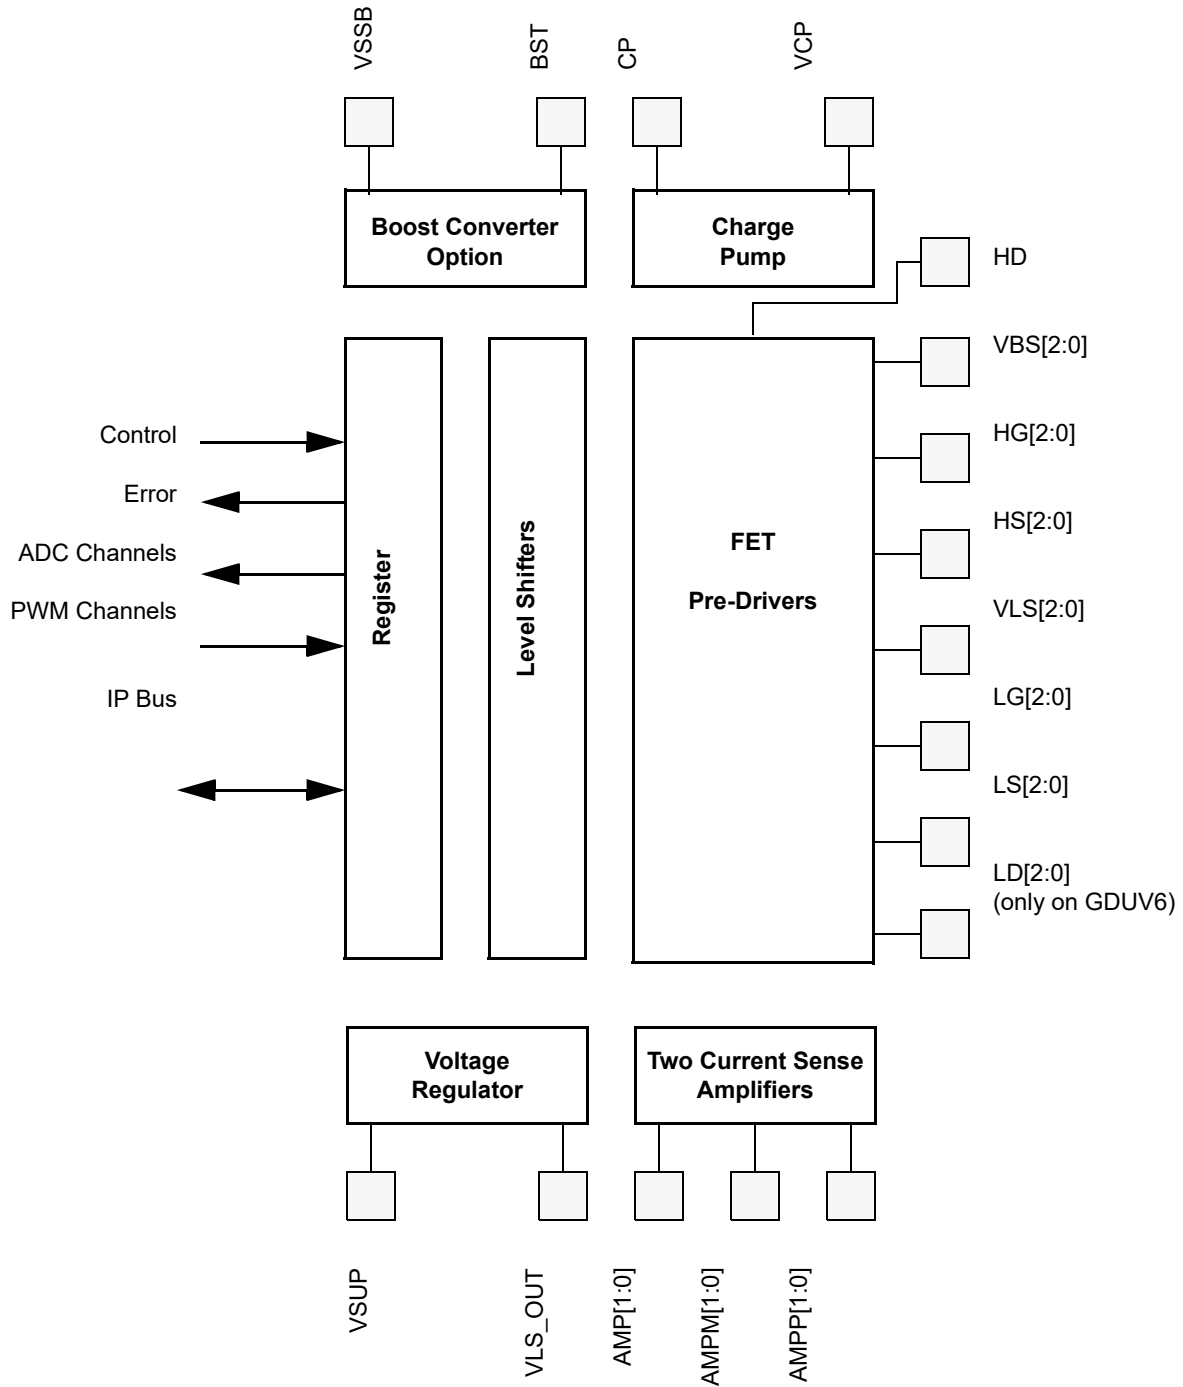 VSSB
BST
CP
VCP
Boost Converter
Option
Charge
Pump
HD
VBS[2:0]
HG[2:0]
HS[2:0]
VLS[2:0]
LG[2:0]
LS[2:0]
LD[2:0]
(only on GDUV6)
Control
Error
ADC Channels
PWM Channels
IP Bus
Register
Level Shifters
FET
Pre-Drivers
Voltage
Regulator
Two Current Sense
Amplifiers
VSUP
VLS_OUT
AMP[1:0]
AMPM[1:0]
AMPP[1:0]